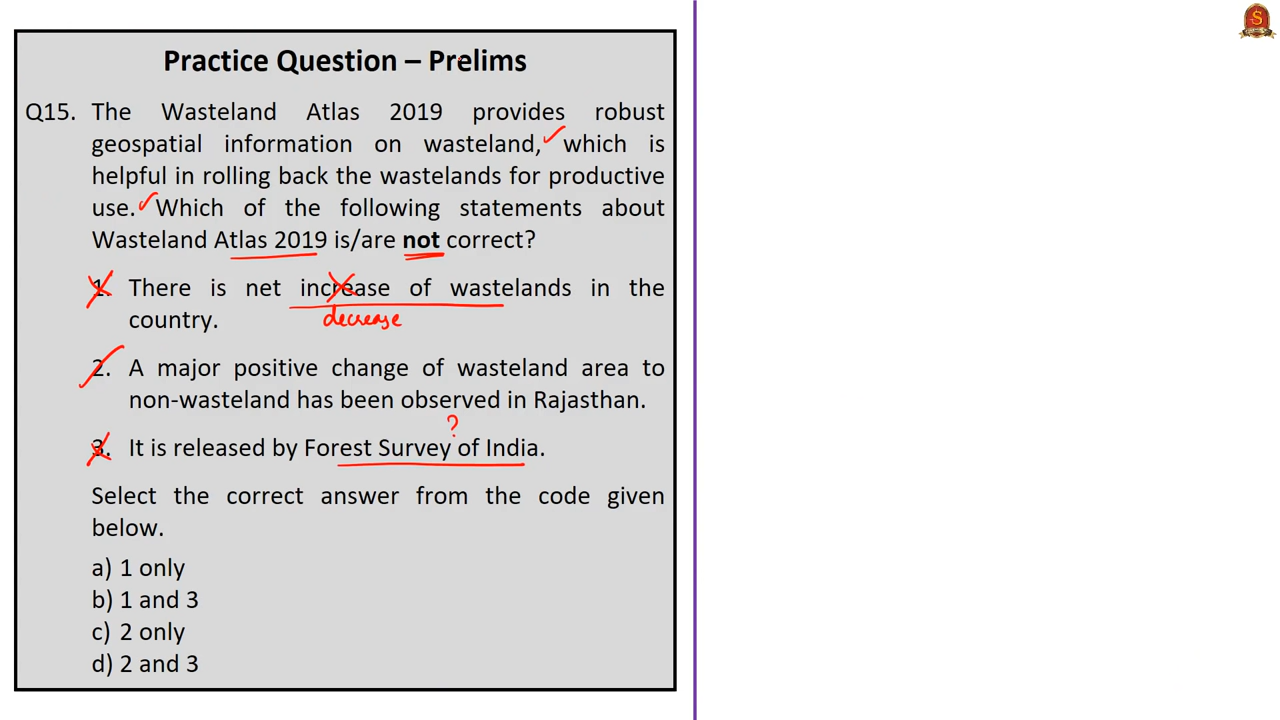 Practice Question – Prelims
Q15. The Wasteland Atlas 2019 provides robust
geospatial information on wasteland, which is
helpful in rolling back the wastelands for productive
use. Which of the following statements about
Wasteland Atlas 2019 is/are not correct?
1. There is net increase of wastelands in the
decrease
country.
2. A major positive change of wasteland area to
non-wasteland has been observed in Rajasthan.
?
3. It is released by Forest Survey of India.
Select the correct answer from the code given
below.
a) 1 only
b) 1 and 3
c) 2 only
d) 2 and 3
S